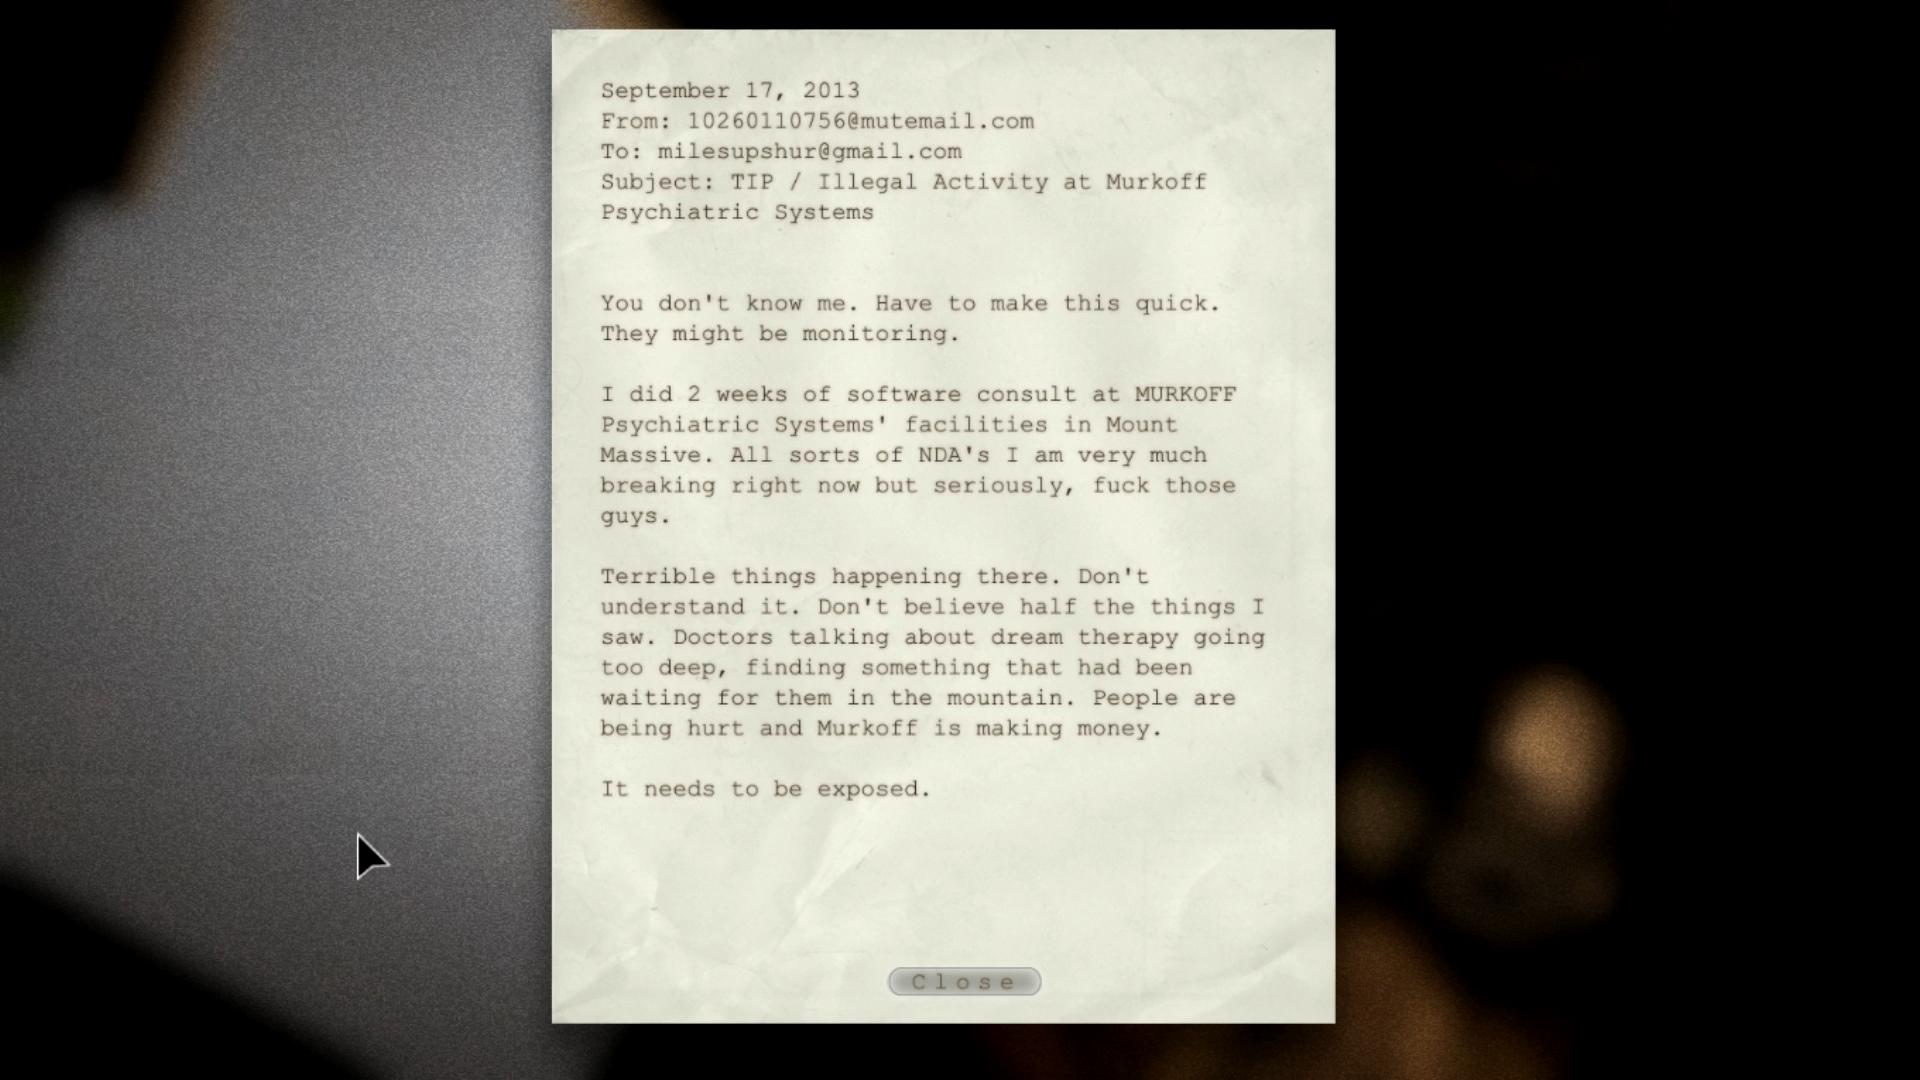 September 17, 2013
From: 10260110756@mutemail.com
To: milesupshur@gmail.com
Subject: TIP / Illegal Activity at Murkoff
Psychiatric Systems
You don't know me. Have to make this quick.
They might be monitoring.
I did 2 weeks of software consult at MURKOFF
Psychiatric Systems' facilities in Mount
Massive. All sorts of NDA's I am very much
breaking right now but seriously, fuck those
guys.
Terrible things happening there. Don't
understand it. Don't believe half the things I
saw. Doctors talking about dream therapy going
too deep, finding something that had been
waiting for them in the mountain. People are
being hurt and Murkoff is making money.
It needs to be exposed.
Close